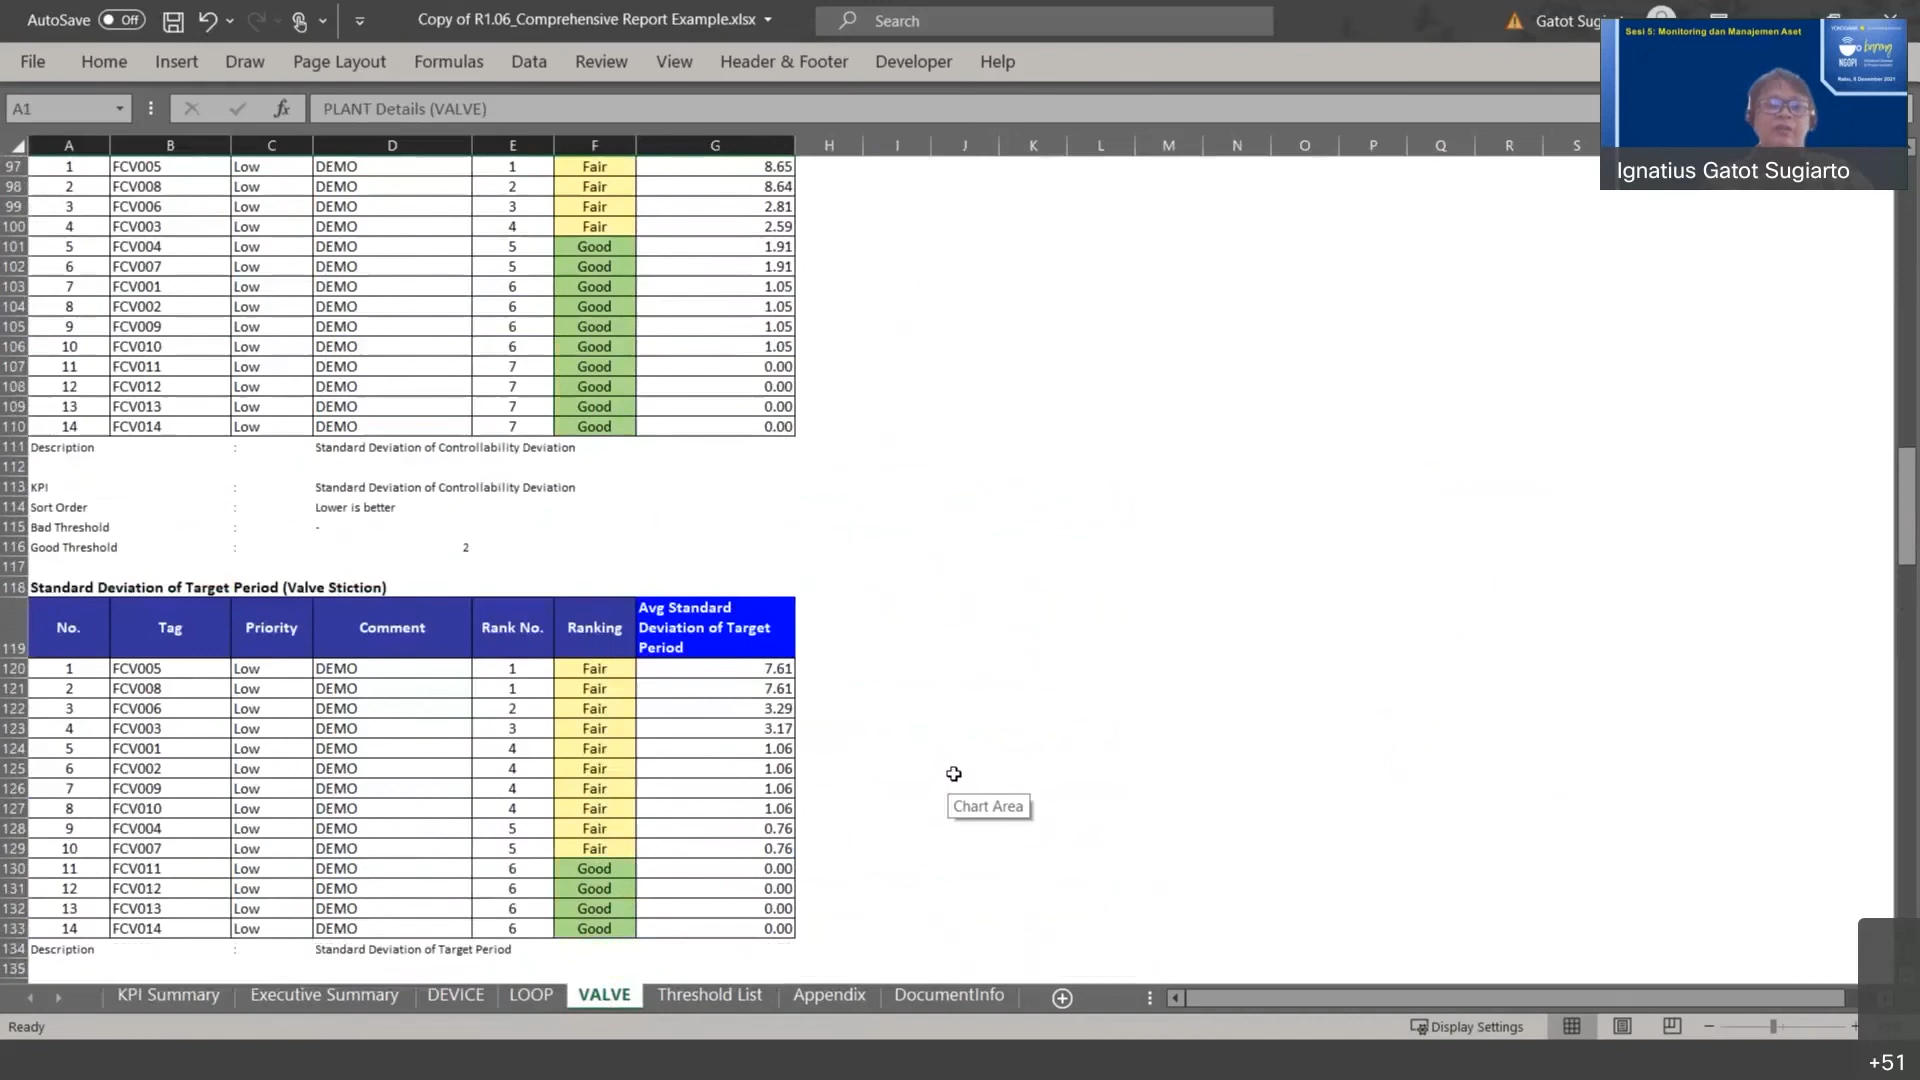 AutoSave Off Copy of R1.06_Comprehensive Report Example.xlsx Search
File Home Insert Draw Page Layout Formulas Data Review View Header & Footer Developer Help
Sesi 5: Monitoring dan Manajemen Aset
NGOPI bareng
Rabu, 8 Desember 2021
Ignatius Gatot Sugiarto
A1 fx PLANT Details (VALVE)
A B C D E F G H I J K L M N O P Q R S
97 1 FCV005 Low DEMO 1 Fair 8.65
98 2 FCV008 Low DEMO 2 Fair 8.64
99 3 FCV006 Low DEMO 3 Fair 2.81
100 4 FCV003 Low DEMO 4 Fair 2.59
101 5 FCV004 Low DEMO 5 Good 1.91
102 6 FCV007 Low DEMO 5 Good 1.91
103 7 FCV001 Low DEMO 6 Good 1.05
104 8 FCV002 Low DEMO 6 Good 1.05
105 9 FCV009 Low DEMO 6 Good 1.05
106 10 FCV010 Low DEMO 6 Good 1.05
107 11 FCV011 Low DEMO 7 Good 0.00
108 12 FCV012 Low DEMO 7 Good 0.00
109 13 FCV013 Low DEMO 7 Good 0.00
110 14 FCV014 Low DEMO 7 Good 0.00
111 Description : Standard Deviation of Controllability Deviation
112
113 KPI : Standard Deviation of Controllability Deviation
114 Sort Order : Lower is better
115 Bad Threshold : -
116 Good Threshold : 2
117
118 Standard Deviation of Target Period (Valve Stiction)
119 No. Tag Priority Comment Rank No. Ranking Avg Standard Deviation of Target Period
120 1 FCV005 Low DEMO 1 Fair 7.61
121 2 FCV008 Low DEMO 1 Fair 7.61
122 3 FCV006 Low DEMO 2 Fair 3.29
123 4 FCV003 Low DEMO 3 Fair 3.17
124 5 FCV001 Low DEMO 4 Fair 1.06
125 6 FCV002 Low DEMO 4 Fair 1.06
126 7 FCV009 Low DEMO 4 Fair 1.06
127 8 FCV010 Low DEMO 4 Fair 1.06
128 9 FCV004 Low DEMO 5 Fair 0.76
129 10 FCV007 Low DEMO 5 Fair 0.76
130 11 FCV011 Low DEMO 6 Good 0.00
131 12 FCV012 Low DEMO 6 Good 0.00
132 13 FCV013 Low DEMO 6 Good 0.00
133 14 FCV014 Low DEMO 6 Good 0.00
134 Description : Standard Deviation of Target Period
135
Chart Area
KPI Summary Executive Summary DEVICE LOOP VALVE Threshold List Appendix DocumentInfo
Ready Display Settings
+51